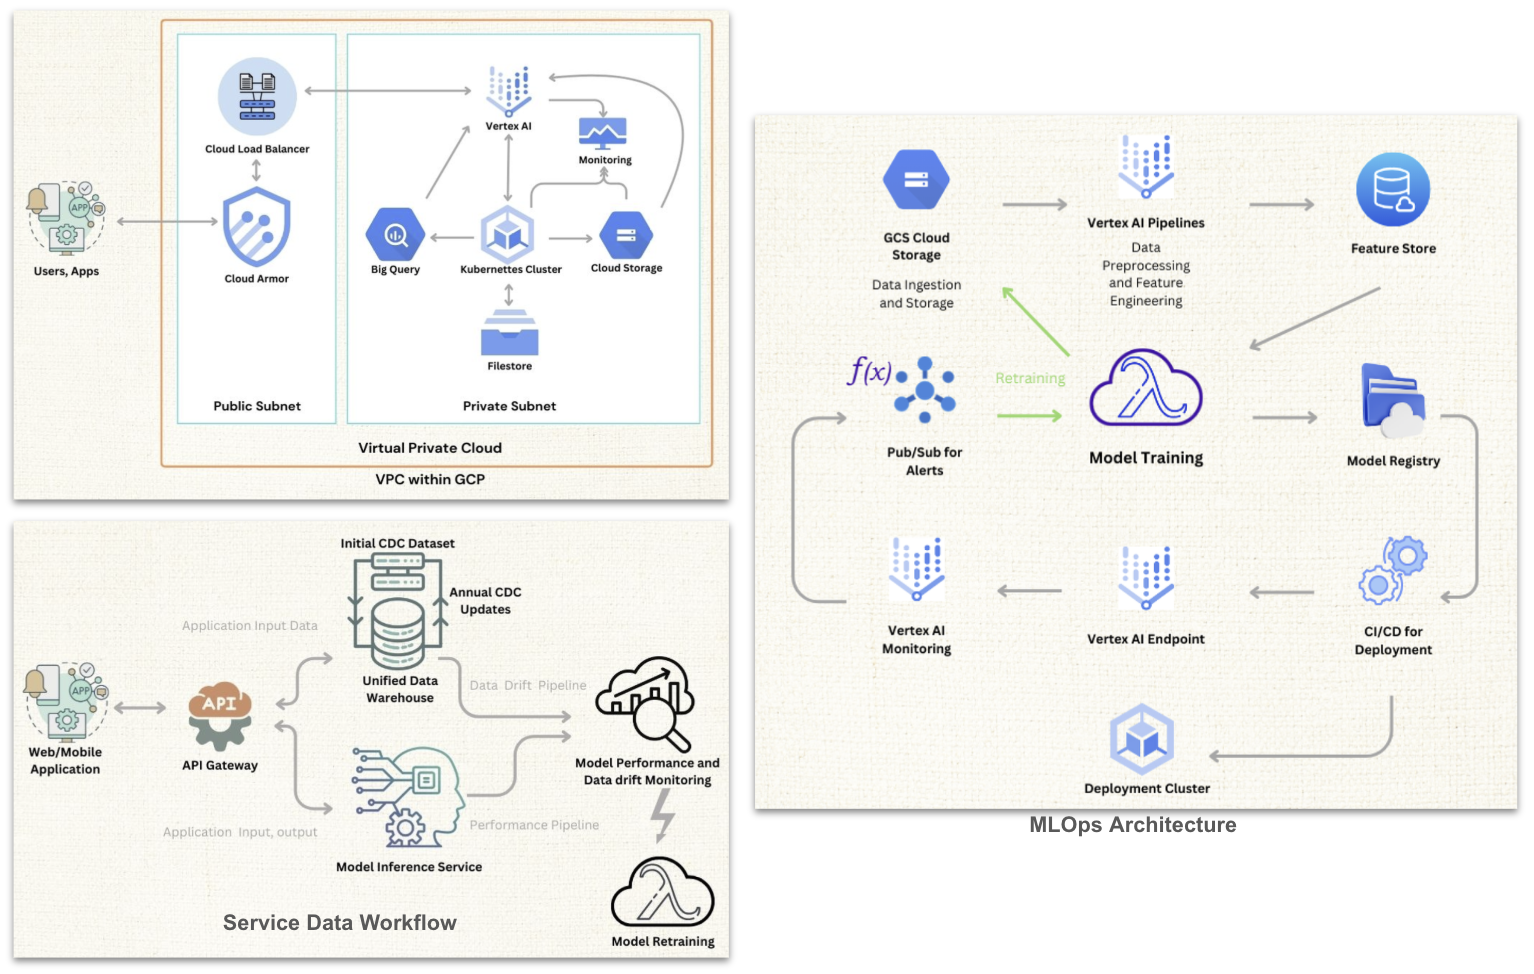 Cloud Load Balancer
Vertex AI
Monitoring
APP
Users, Apps
Cloud Armor
Big Query
Kubernettes Cluster
Cloud Storage
Filestore
Public Subnet
Private Subnet
Virtual Private Cloud
VPC within GCP
Initial CDC Dataset
Annual CDC
Updates
Application Input Data
Unified Data
Warehouse
Data Drift Pipeline
APP
Web/Mobile
Application
API
API Gateway
Model Performance and
Data drift Monitoring
Application Input, output
Performance Pipeline
Model Inference Service
Service Data Workflow
Model Retraining
GCS Cloud
Storage
Data Ingestion
and Storage
Vertex AI Pipelines
Data
Preprocessing
and Feature
Engineering
Feature Store
f(x)
Pub/Sub for
Alerts
Retraining
Model Training
Model Registry
Vertex AI
Monitoring
Vertex AI Endpoint
CI/CD for
Deployment
Deployment Cluster
MLOps Architecture